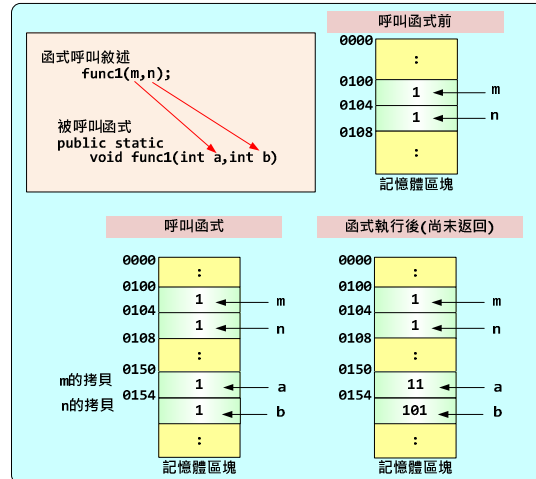 函式呼叫敘述
func1(m,n);
被呼叫函式
public static
void func1(int a,int b)
呼叫函式前
0000
:
0100
1
m
0104
1
n
0108
:
記憶體區塊
呼叫函式
0000
:
0100
1
m
0104
1
n
0108
:
0150
m的拷貝
1
a
0154
n的拷貝
1
b
:
記憶體區塊
函式執行後(尚未返回)
0000
:
0100
1
m
0104
1
n
0108
:
0150
11
a
0154
101
b
:
記憶體區塊